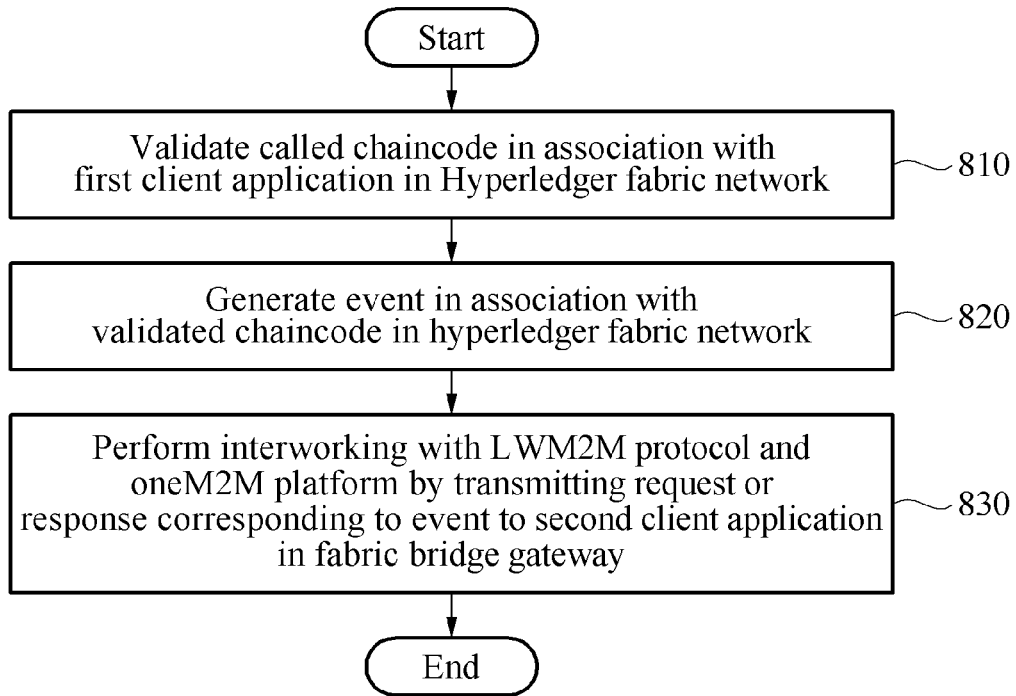 Start
Validate called chaincode in association with
first client application in Hyperledger fabric network
810
Generate event in association with
validated chaincode in hyperledger fabric network
820
Perform interworking with LWM2M protocol and
oneM2M platform by transmitting request or
response corresponding to event to second client application
in fabric bridge gateway
830
End